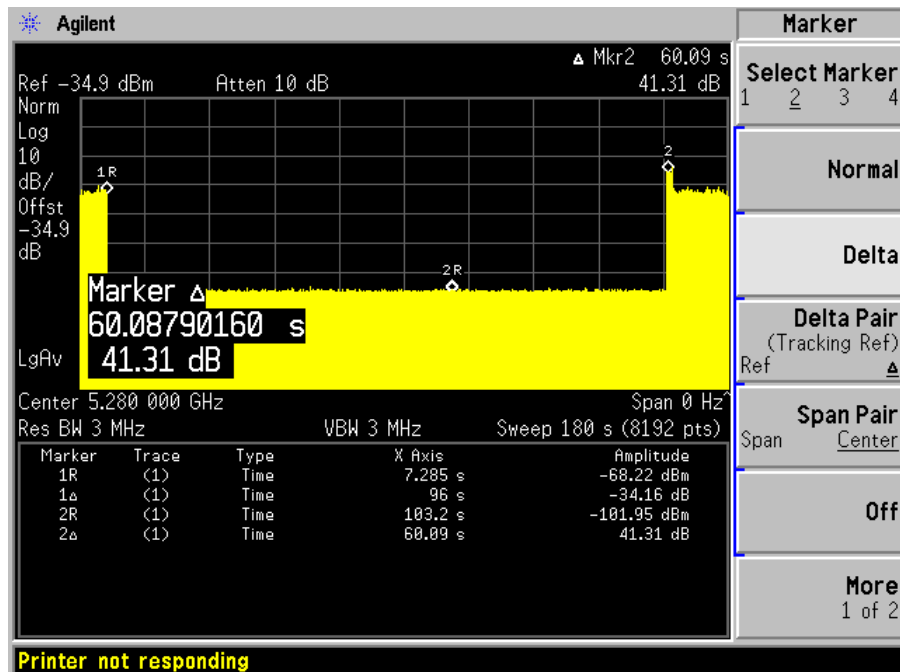 Agilent
Marker
Δ Mkr2 60.09 s
Ref -34.9 dBm Atten 10 dB 41.31 dB
Norm
Log
10
dB/
Offst
-34.9
dB
LgAv
1R
2
2R
Marker Δ
60.08790160 s
41.31 dB
Center 5.280 000 GHz Span 0 Hz^
Res BW 3 MHz VBW 3 MHz Sweep 180 s (8192 pts)
Marker Trace Type X Axis Amplitude
1R (1) Time 7.285 s -68.22 dBm
1Δ (1) Time 96 s -34.16 dB
2R (1) Time 103.2 s -101.95 dBm
2Δ (1) Time 60.09 s 41.31 dB
Select Marker
1 2 3 4
Normal
Delta
Delta Pair
(Tracking Ref)
Ref Δ
Span Pair
Span Center
Off
More
1 of 2
Printer not responding